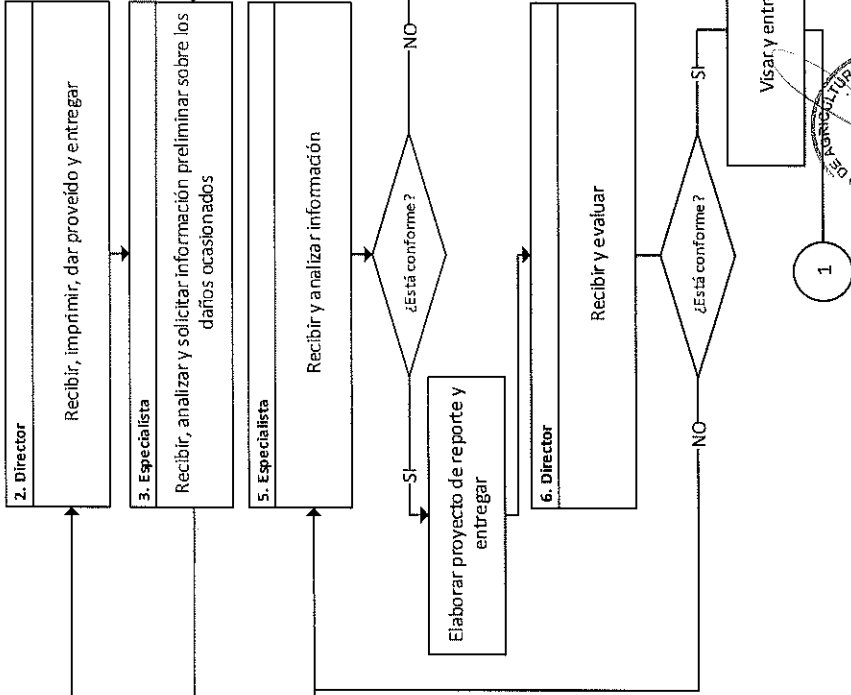 2. Director
Recibir, imprimir, dar proveído y entregar
3. Especialista
Recibir, analizar y solicitar información preliminar sobre los
daños ocasionados
5. Especialista
Recibir y analizar información
¿Está conforme?
NO
SI
Elaborar proyecto de reporte y
entregar
6. Director
Recibir y evaluar
¿Está conforme?
SI
NO
Visar y entr
DE AGRICULTUR
1